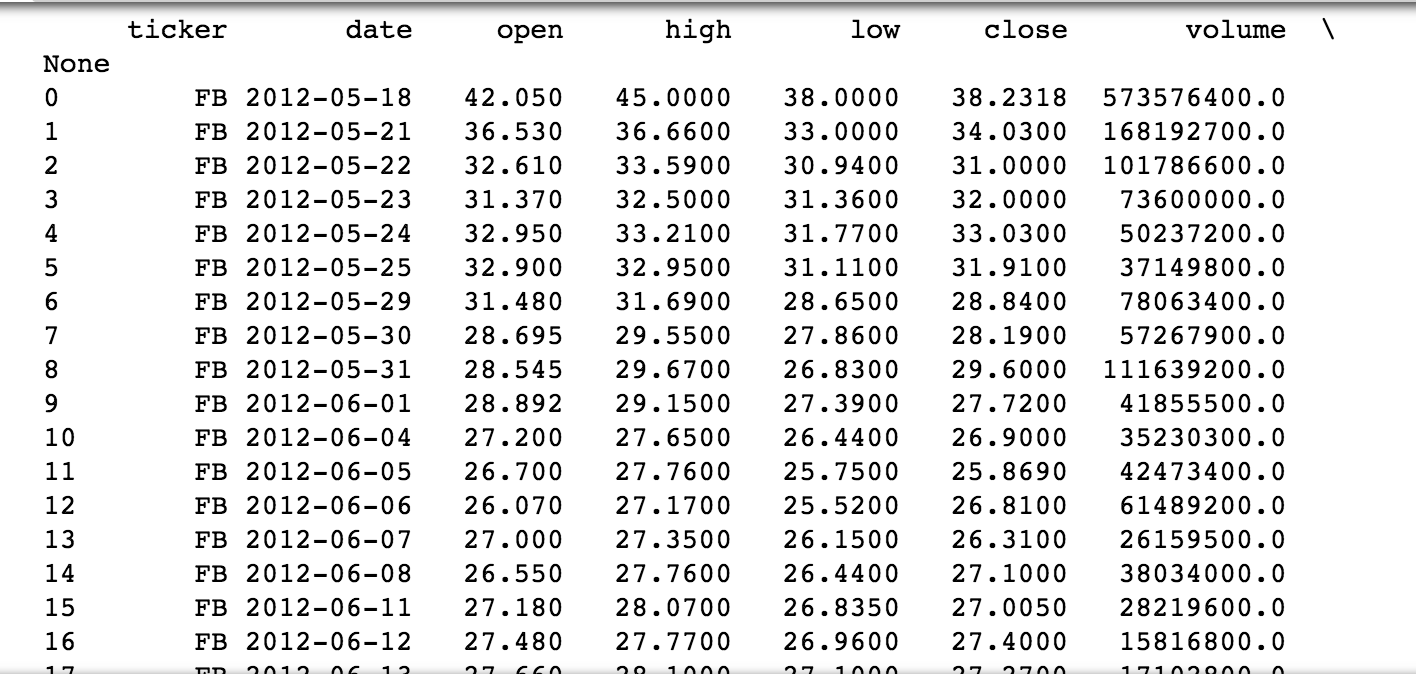 ticker date open high low close volume \
None
0 FB 2012-05-18 42.050 45.0000 38.0000 38.2318 573576400.0
1 FB 2012-05-21 36.530 36.6600 33.0000 34.0300 168192700.0
2 FB 2012-05-22 32.610 33.5900 30.9400 31.0000 101786600.0
3 FB 2012-05-23 31.370 32.5000 31.3600 32.0000 73600000.0
4 FB 2012-05-24 32.950 33.2100 31.7700 33.0300 50237200.0
5 FB 2012-05-25 32.900 32.9500 31.1100 31.9100 37149800.0
6 FB 2012-05-29 31.480 31.6900 28.6500 28.8400 78063400.0
7 FB 2012-05-30 28.695 29.5500 27.8600 28.1900 57267900.0
8 FB 2012-05-31 28.545 29.6700 26.8300 29.6000 111639200.0
9 FB 2012-06-01 28.892 29.1500 27.3900 27.7200 41855500.0
10 FB 2012-06-04 27.200 27.6500 26.4400 26.9000 35230300.0
11 FB 2012-06-05 26.700 27.7600 25.7500 25.8690 42473400.0
12 FB 2012-06-06 26.070 27.1700 25.5200 26.8100 61489200.0
13 FB 2012-06-07 27.000 27.3500 26.1500 26.3100 26159500.0
14 FB 2012-06-08 26.550 27.7600 26.4400 27.1000 38034000.0
15 FB 2012-06-11 27.180 28.0700 26.8350 27.0050 28219600.0
16 FB 2012-06-12 27.480 27.7700 26.9600 27.4000 15816800.0